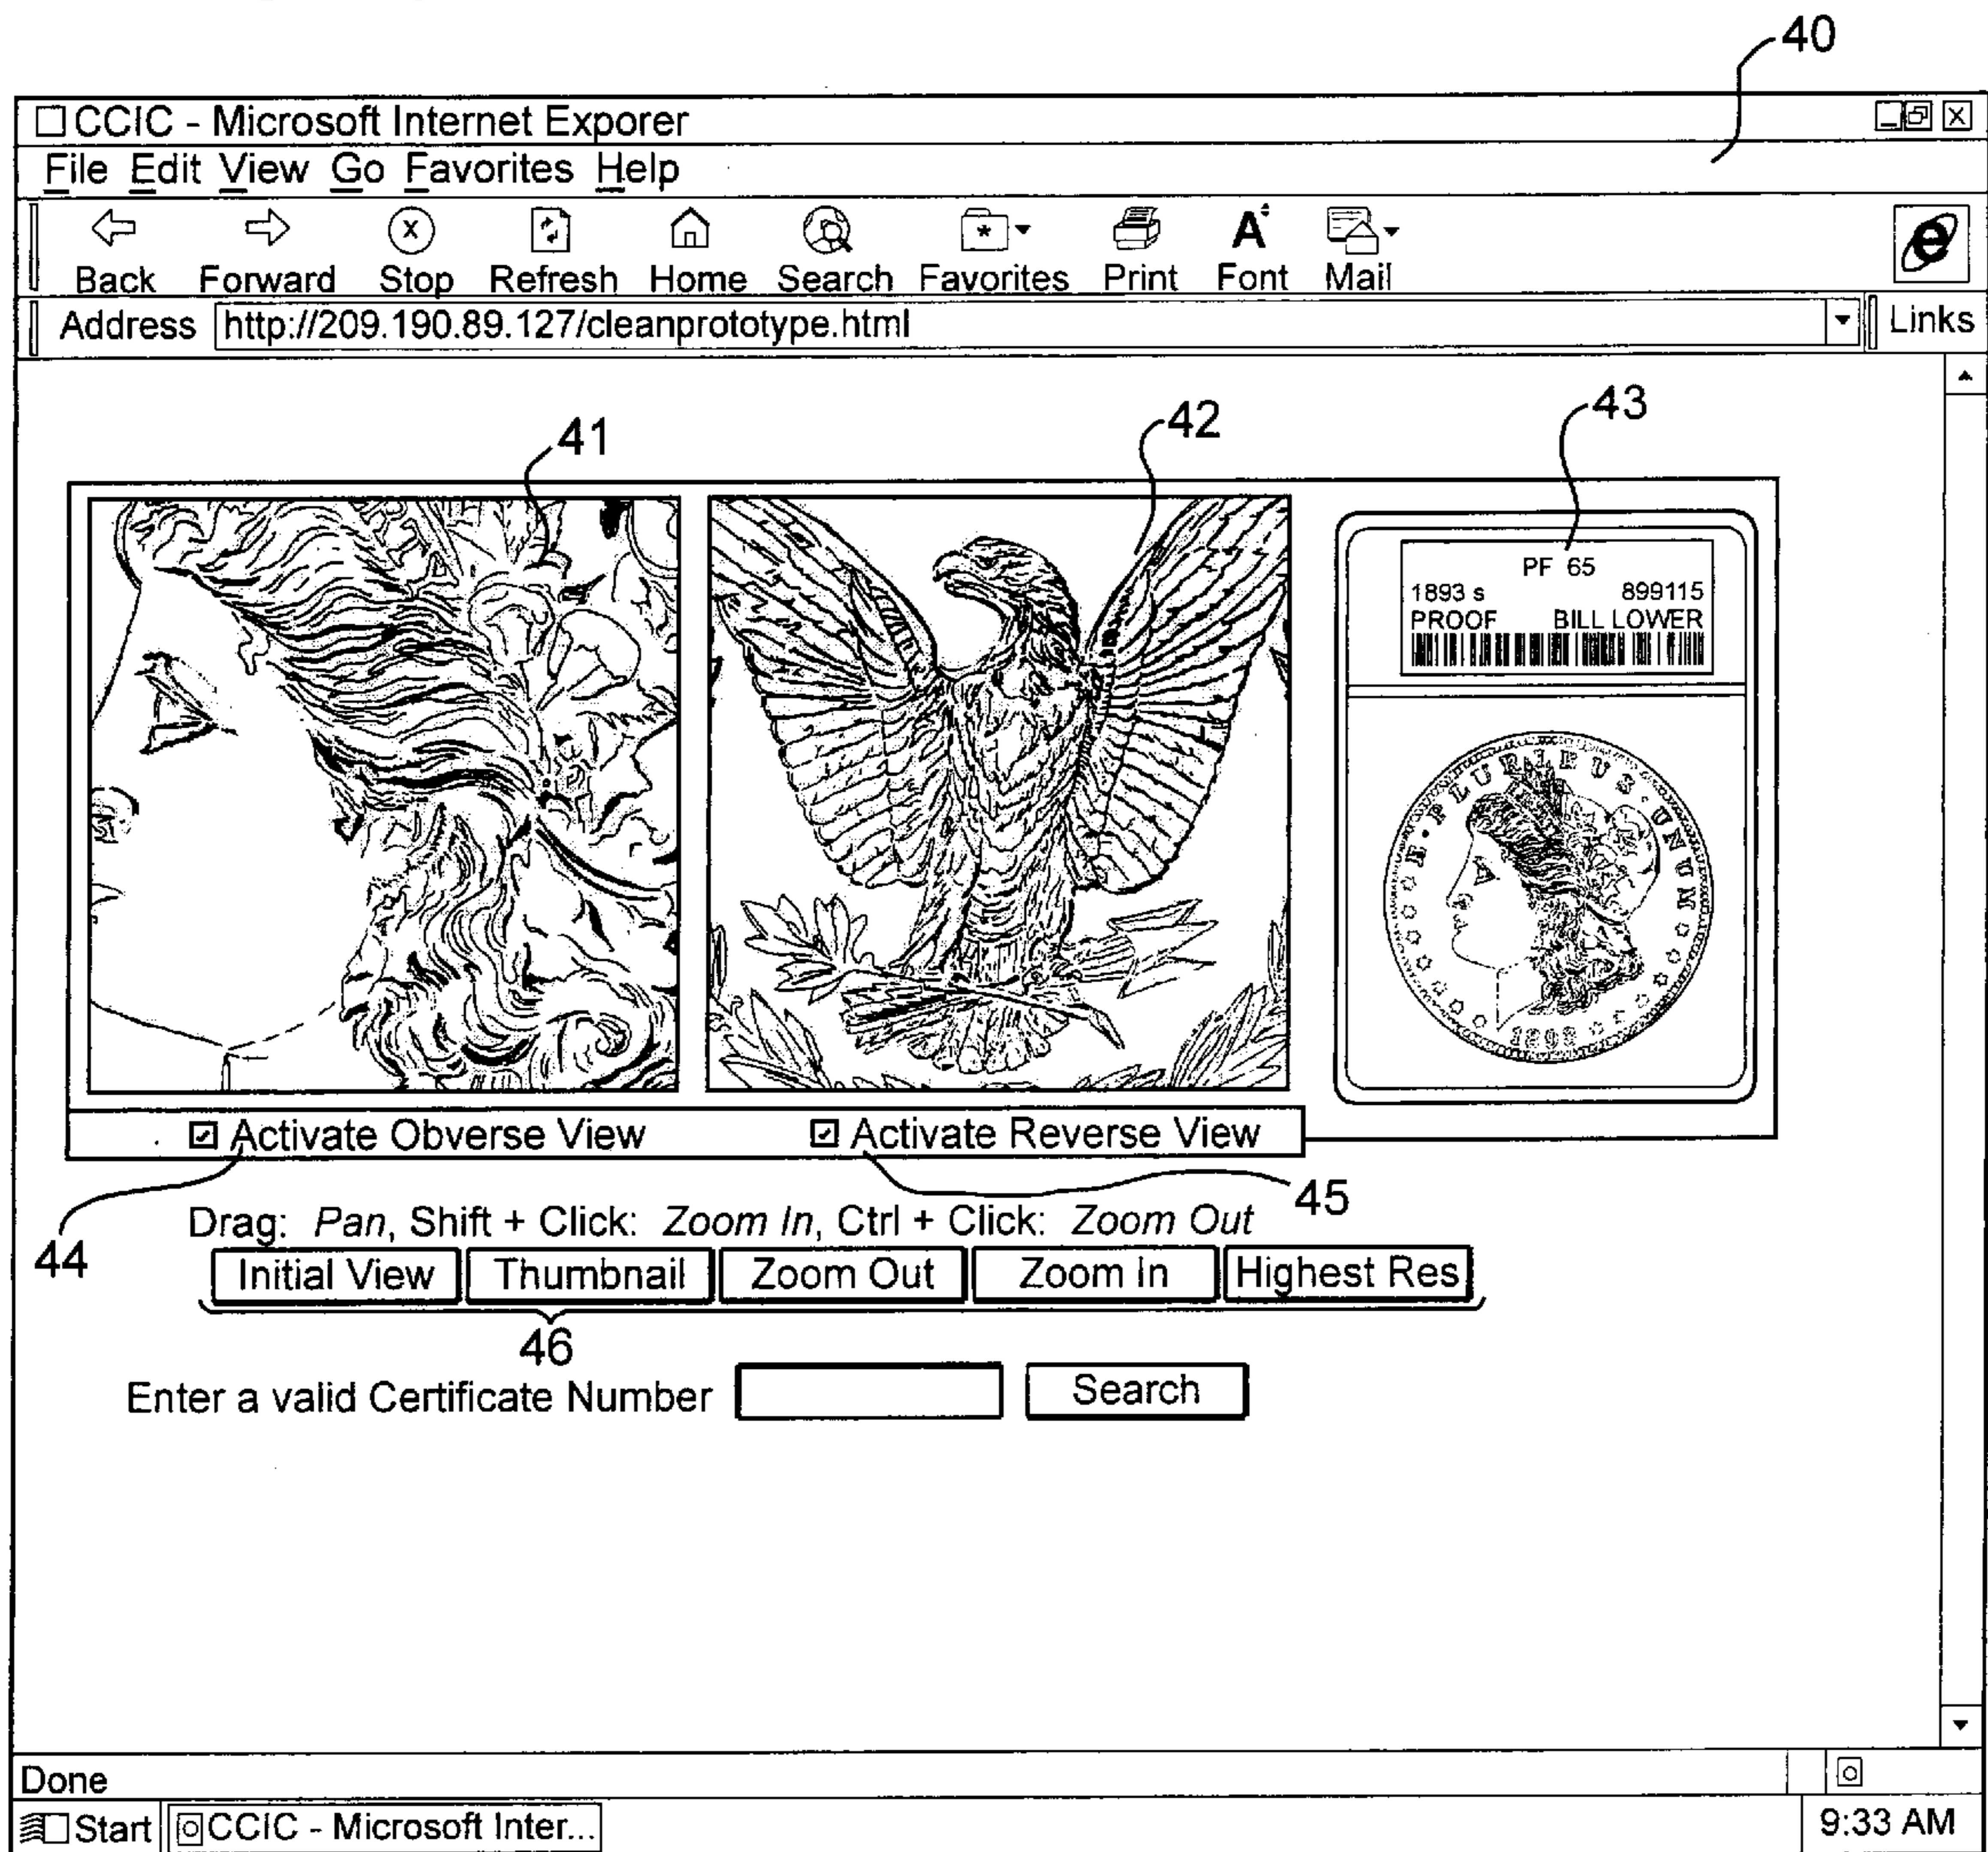 40
CCIC - Microsoft Internet Exporer
File Edit View Go Favorites Help
Back Forward Stop Refresh Home Search Favorites Print Font Mail
Address http://209.190.89.127/cleanprototype.html Links
41 42 43
PF 65
1893 s 899115
PROOF BILL LOWER
E·PLURIBUS·UNUM
Activate Obverse View Activate Reverse View
44 45
Drag: Pan, Shift + Click: Zoom In, Ctrl + Click: Zoom Out
Initial View Thumbnail Zoom Out Zoom In Highest Res
46
Enter a valid Certificate Number Search
Done
Start CCIC - Microsoft Inter... 9:33 AM